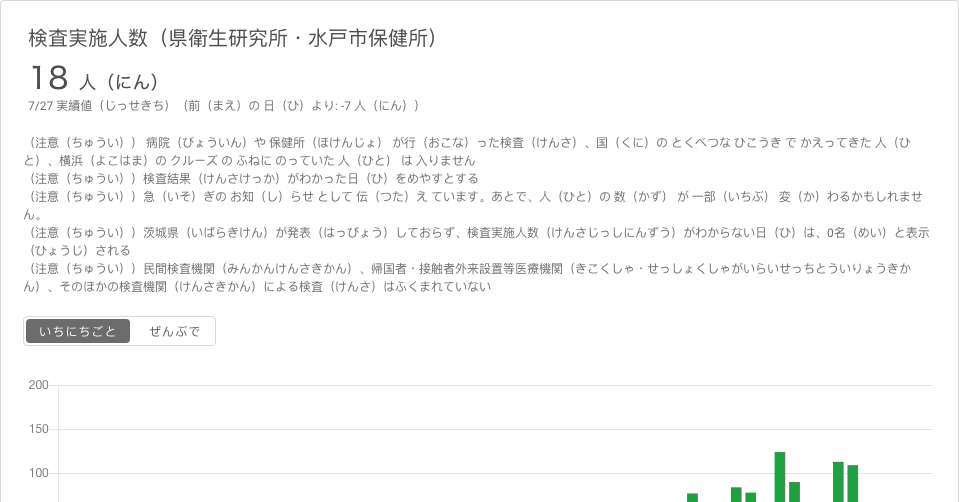 検査実施人数（県衛生研究所・水戸市保健所）
18 人（にん）
7/27 実績値（じっせきち）（前（まえ）の 日（ひ）より: -7 人（にん））
（注意（ちゅうい）） 病院（びょういん）や 保健所（ほけんじょ） が行（おこな）った検査（けんさ）、国（くに）の とくべつな ひこうき で かえってきた 人（ひ
と）、横浜（よこはま）の クルーズ の ふねに のっていた 人（ひと） は 入りません
（注意（ちゅうい））検査結果（けんさけっか）がわかった日（ひ）をめやすとする
（注意（ちゅうい））急（いそ）ぎの お知（し）らせ として 伝（つた）え ています。あとで、人（ひと）の 数（かず） が 一部（いちぶ） 変（か）わるかもしれませ
ん。
（注意（ちゅうい））茨城県（いばらきけん）が発表（はっぴょう）しておらず、検査実施人数（けんさじっしにんずう）がわからない日（ひ）は、0名（めい）と表示
（ひょうじ）される
（注意（ちゅうい））民間検査機関（みんかんけんさきかん）、帰国者・接触者外来設置等医療機関（きこくしゃ・せっしょくしゃがいらいせっちとういりょうきか
ん）、そのほかの検査機関（けんさきかん）による検査（けんさ）はふくまれていない
いちにちごと ぜんぶで
200
150
100